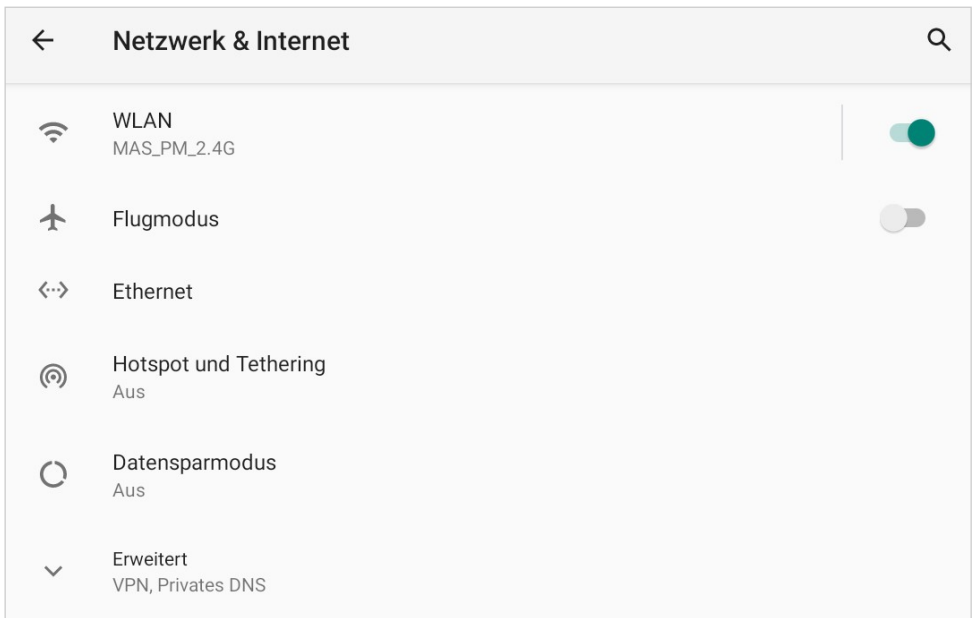 Netzwerk & Internet
WLAN
MAS_PM_2.4G
Flugmodus
Ethernet
Hotspot und Tethering
Aus
Datensparmodus
Aus
Erweitert
VPN, Privates DNS